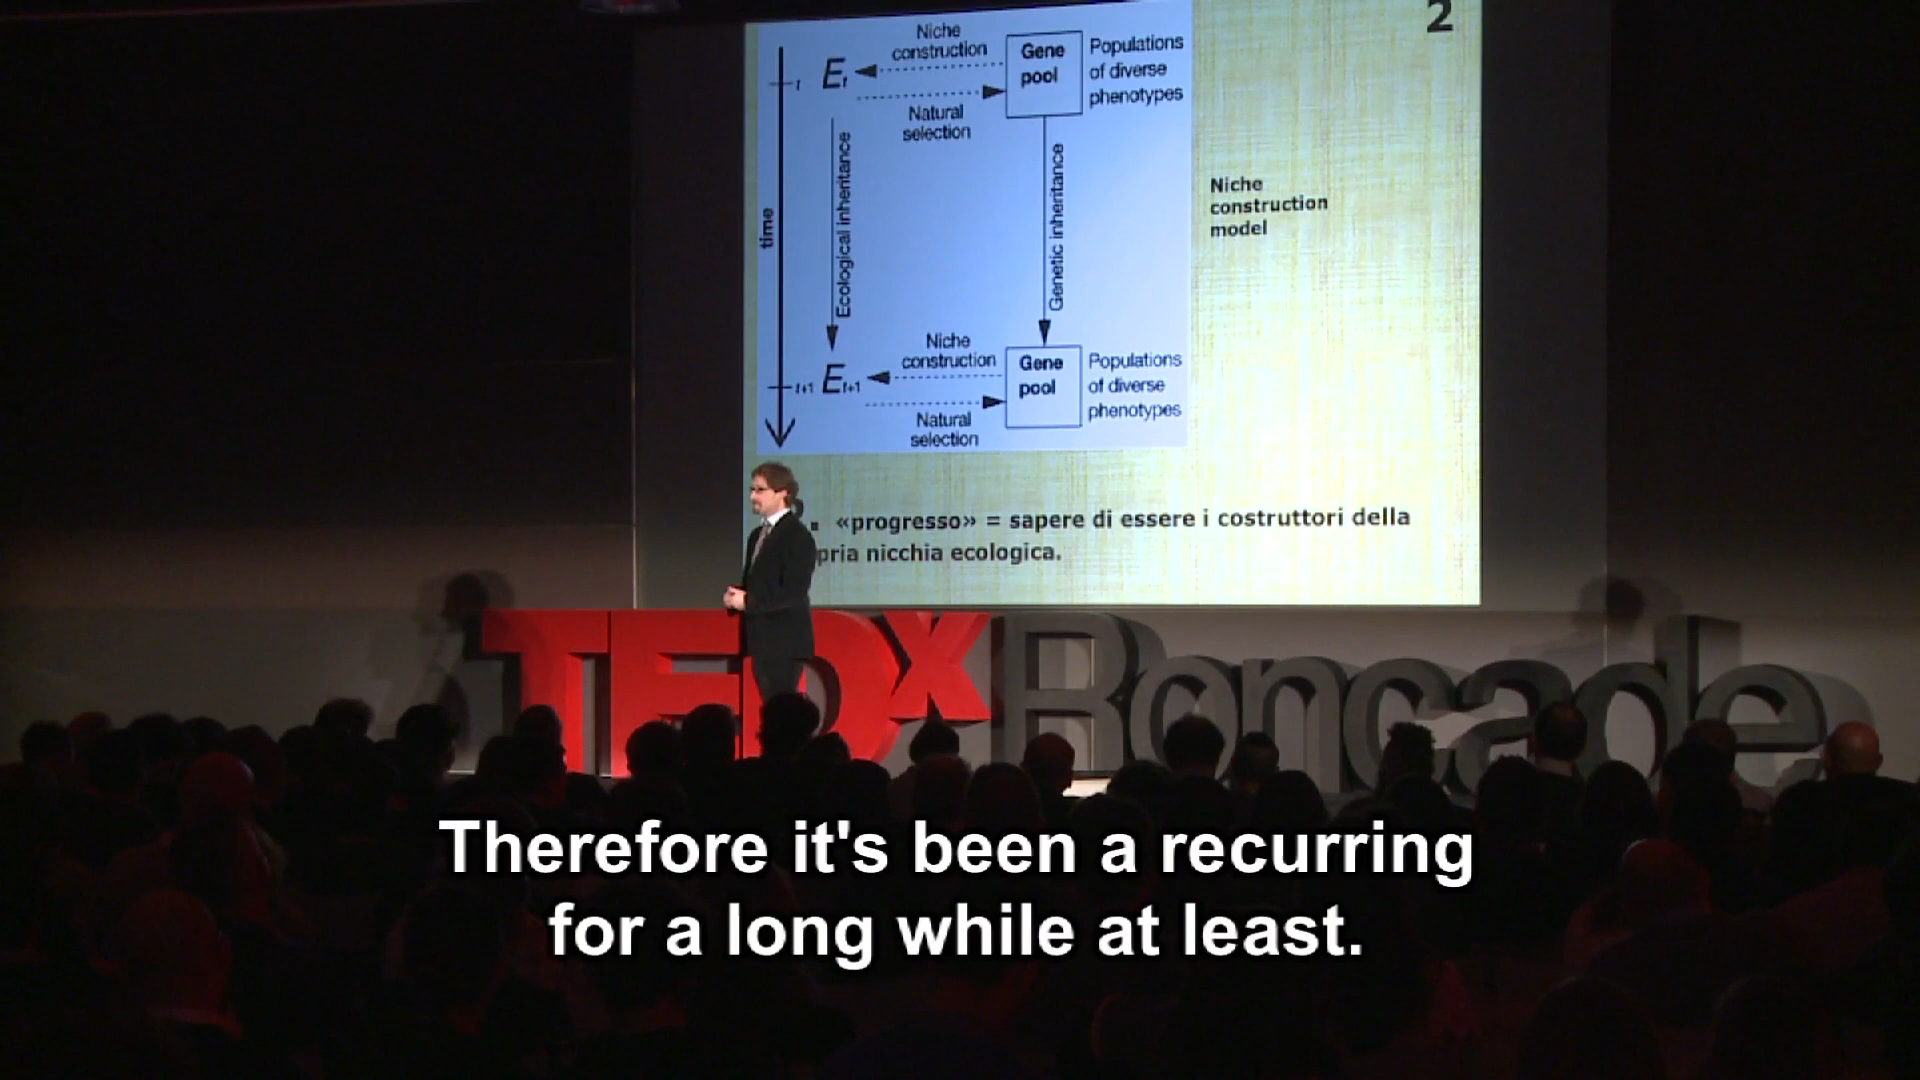 2
Niche
construction
E t
t
Gene
pool
Populations
of diverse
phenotypes
Natural
selection
time
Ecological inheritance
Genetic inheritance
Niche
construction
model
Niche
construction
t+1
E t+1
Gene
pool
Populations
of diverse
phenotypes
Natural
selection
«progresso» = sapere di essere i costruttori della
pria nicchia ecologica.
TEDxRoncade
Therefore it's been a recurring
for a long while at least.